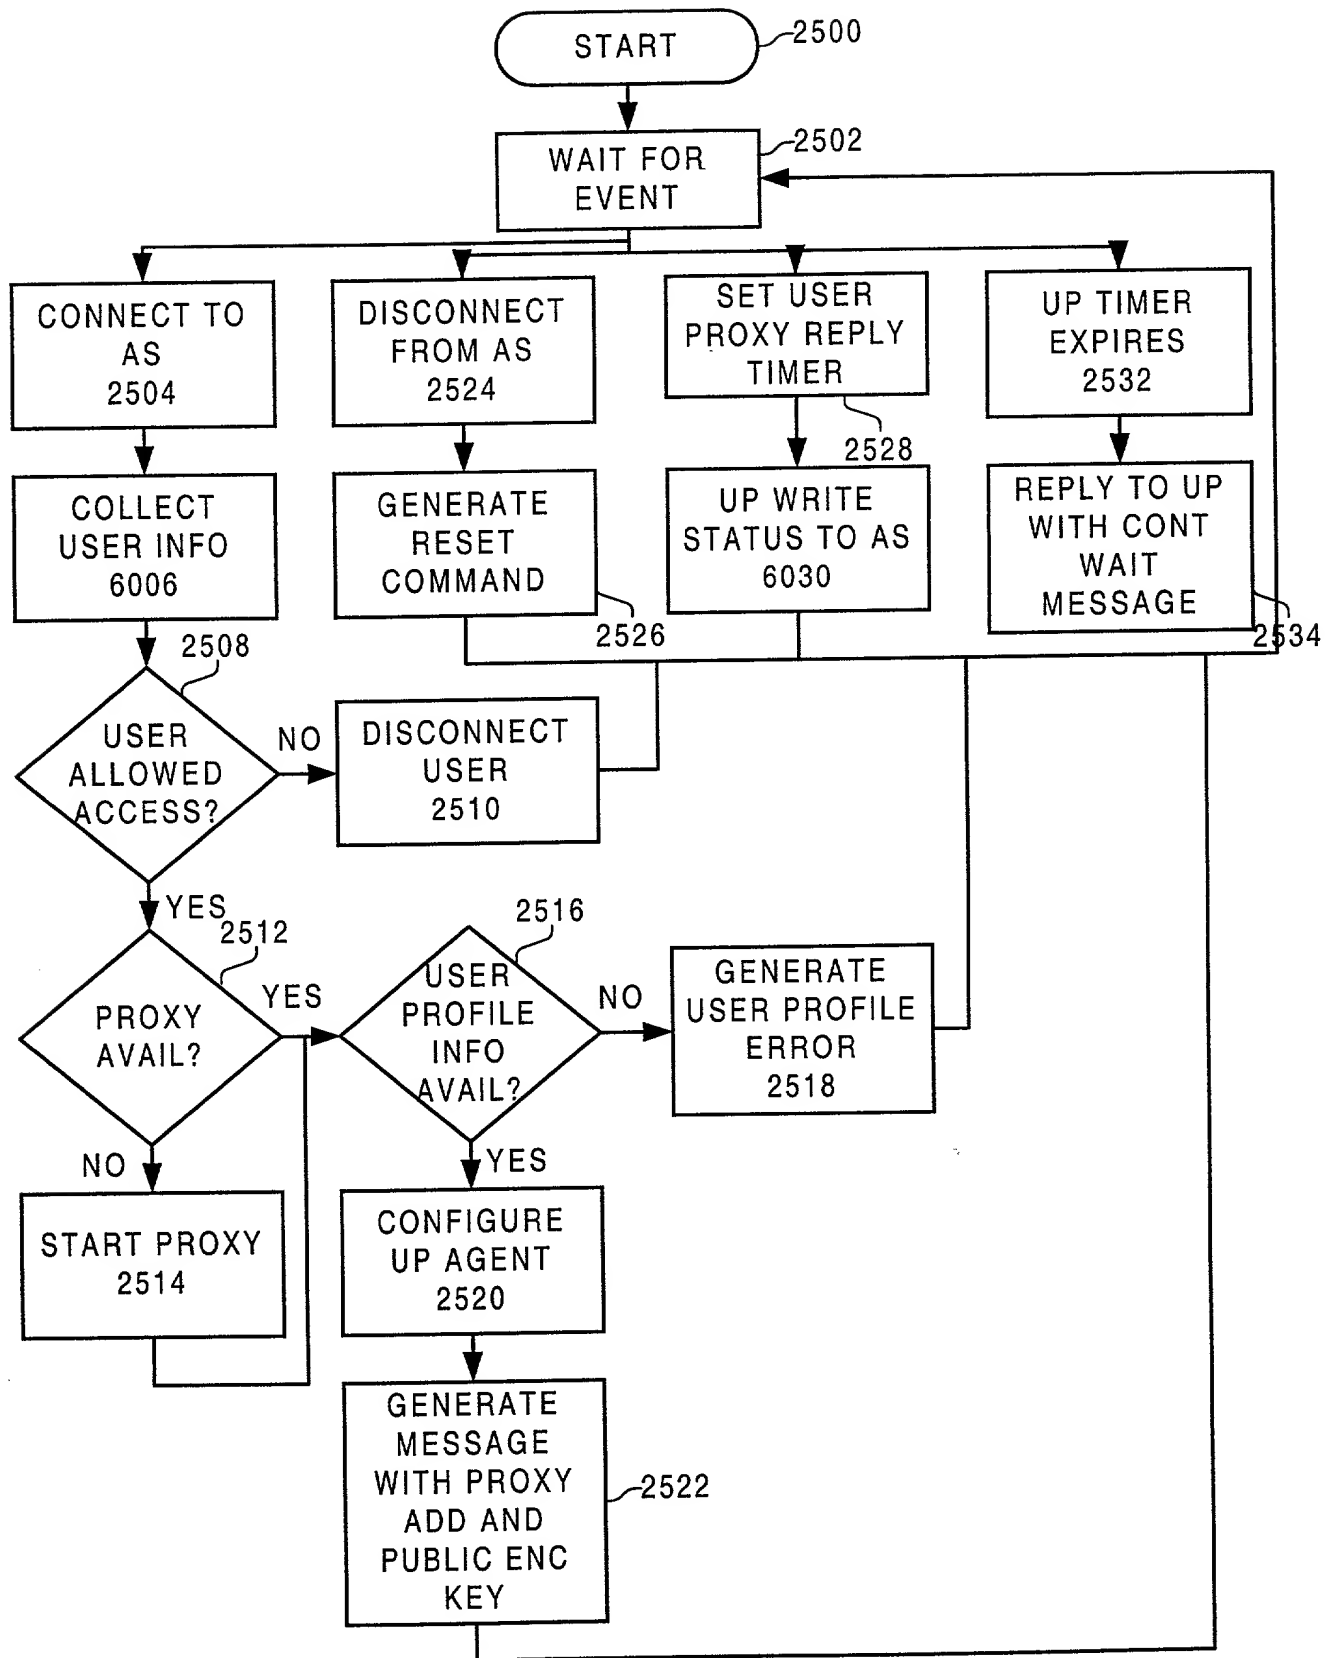 START
2500
WAIT FOR
EVENT
2502
CONNECT TO
AS
2504
DISCONNECT
FROM AS
2524
SET USER
PROXY REPLY
TIMER
2528
UP TIMER
EXPIRES
2532
COLLECT
USER INFO
6006
GENERATE
RESET
COMMAND
2526
UP WRITE
STATUS TO AS
6030
REPLY TO UP
WITH CONT
WAIT
MESSAGE
2534
2508
USER
ALLOWED
ACCESS?
NO
DISCONNECT
USER
2510
YES
2512
PROXY
AVAIL?
YES
2516
USER
PROFILE
INFO
AVAIL?
NO
GENERATE
USER PROFILE
ERROR
2518
NO
START PROXY
2514
YES
CONFIGURE
UP AGENT
2520
GENERATE
MESSAGE
WITH PROXY
ADD AND
PUBLIC ENC
KEY
2522